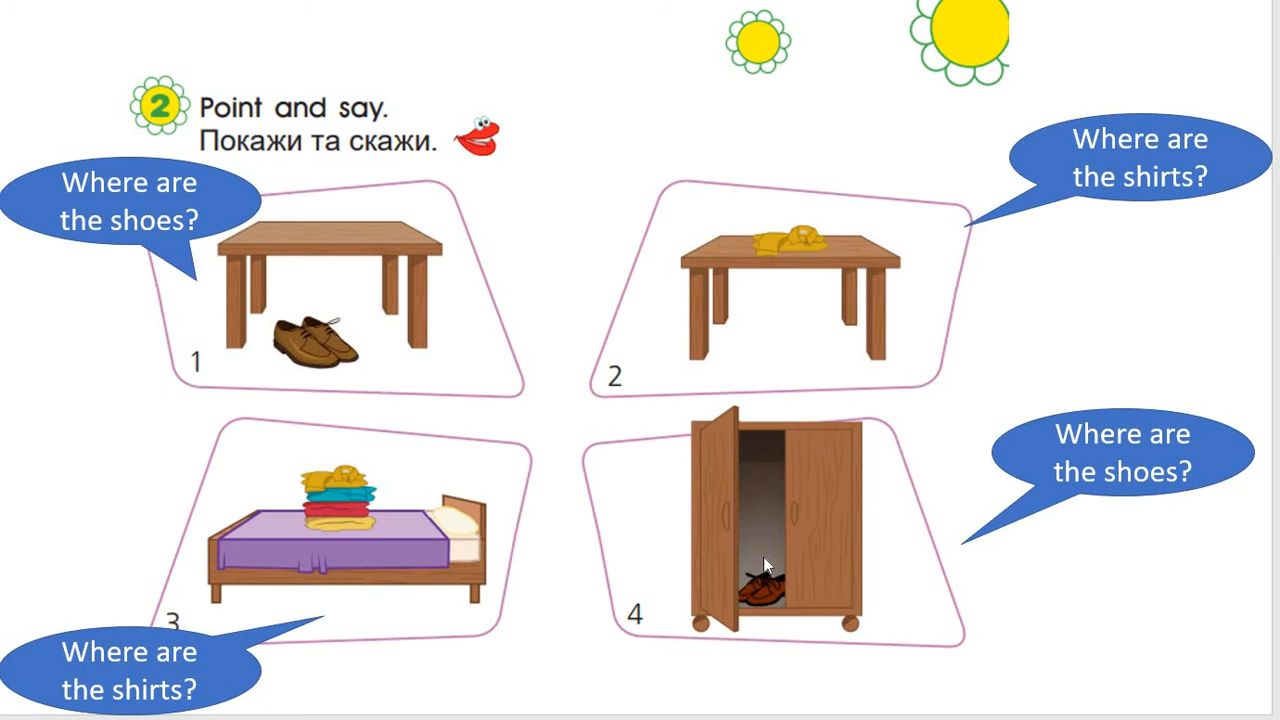 2
Point and say.
Покажи та скажи.
Where are
the shoes?
1
Where are
the shirts?
2
3
Where are
the shirts?
4
Where are
the shoes?